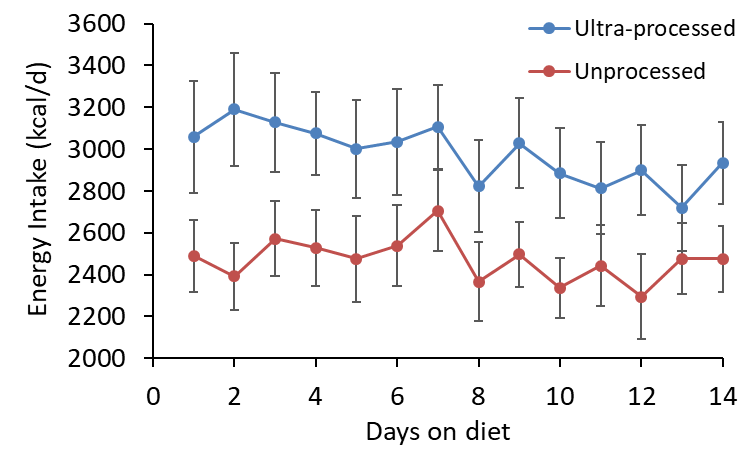 Ultra-processed
Unprocessed
Energy Intake (kcal/d)
3600
3400
3200
3000
2800
2600
2400
2200
2000
0 2 4 6 8 10 12 14
Days on diet